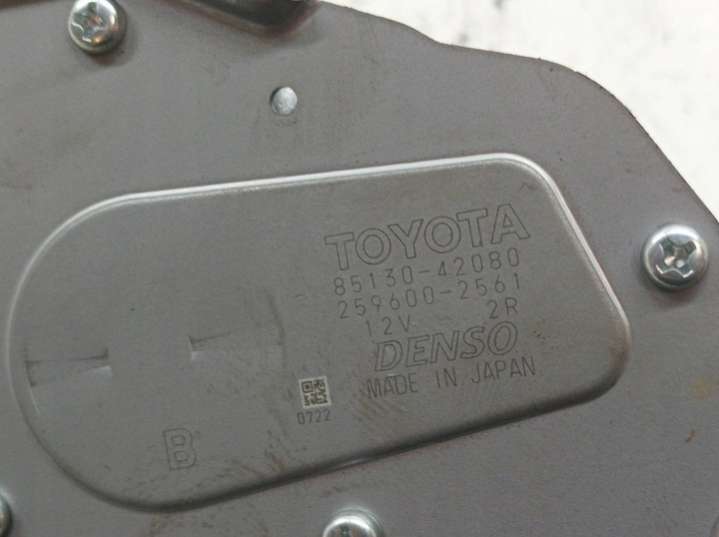 TOYOTA
85130-42080
259600-2561
12V 2R
DENSO
MADE IN JAPAN
0722
B